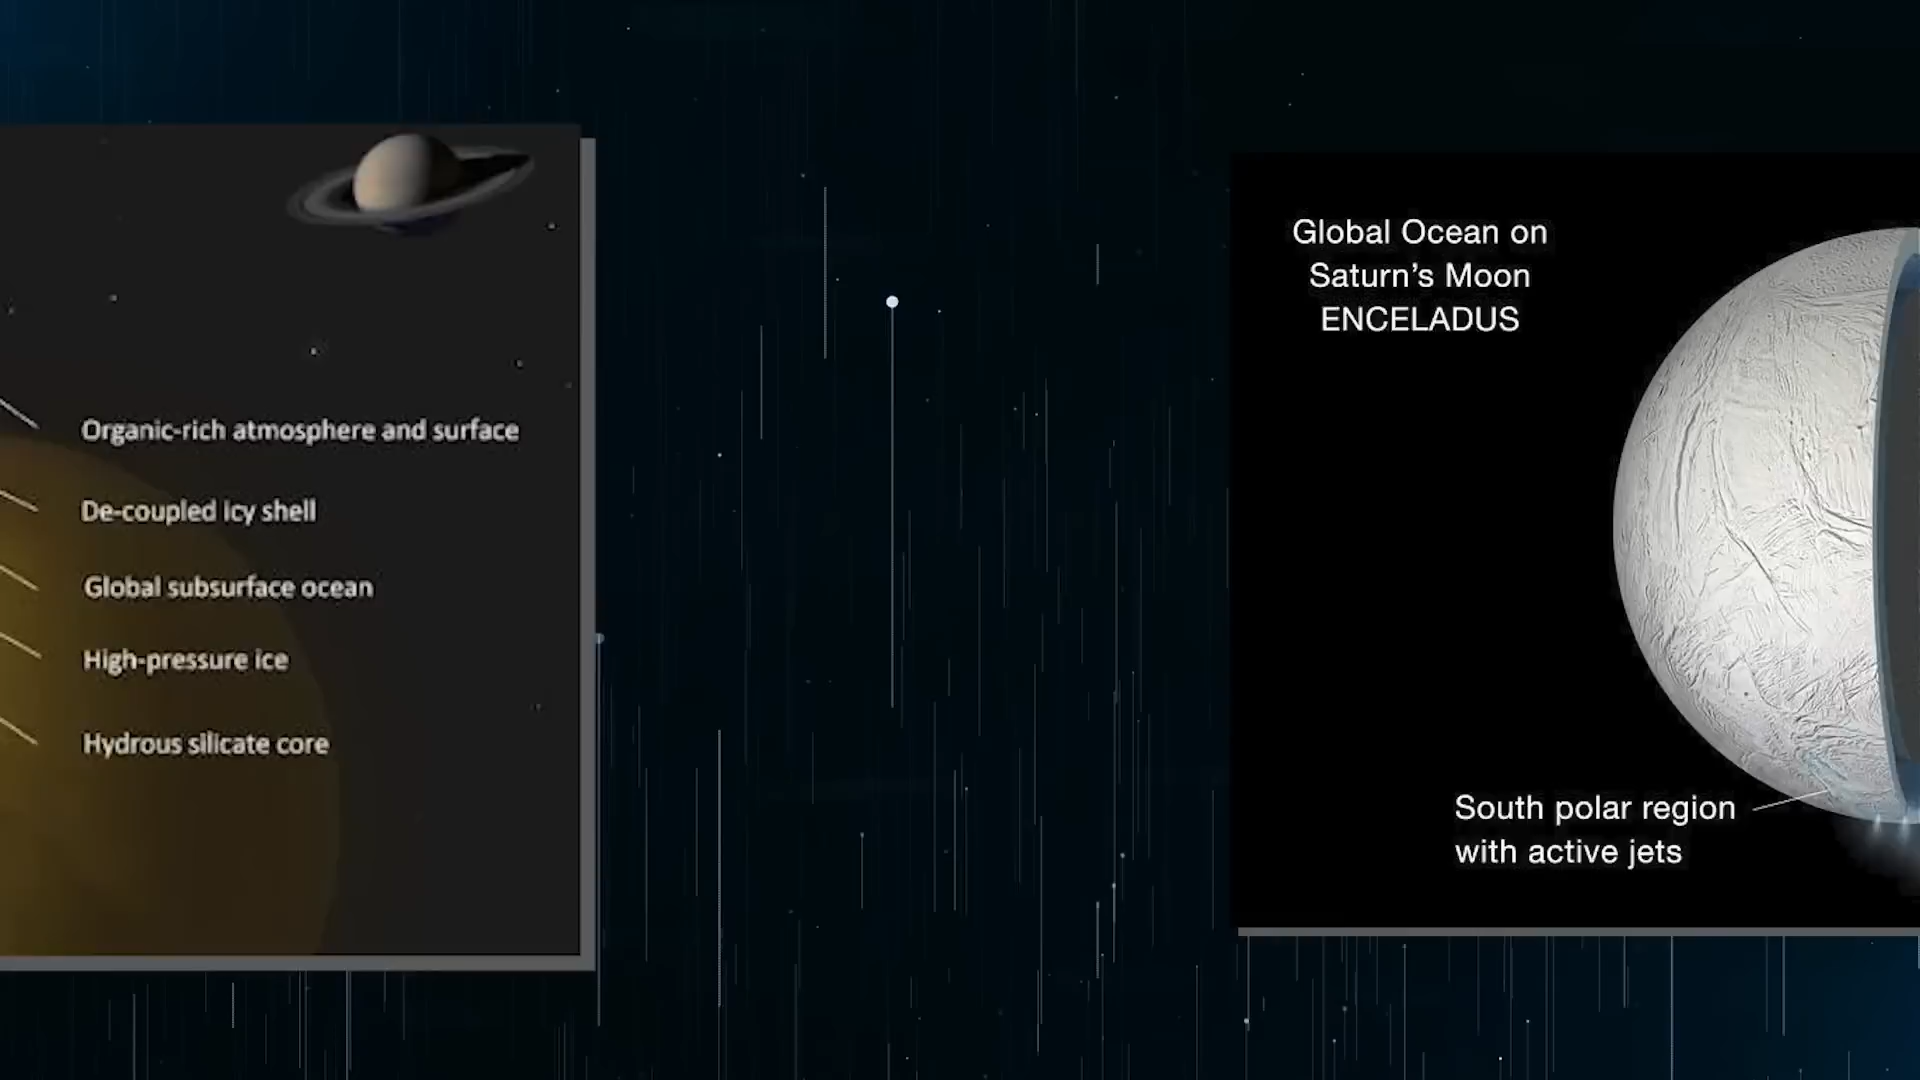 Organic-rich atmosphere and surface
De-coupled icy shell
Global subsurface ocean
High-pressure ice
Hydrous silicate core
Global Ocean on
Saturn's Moon
ENCELADUS
South polar region
with active jets